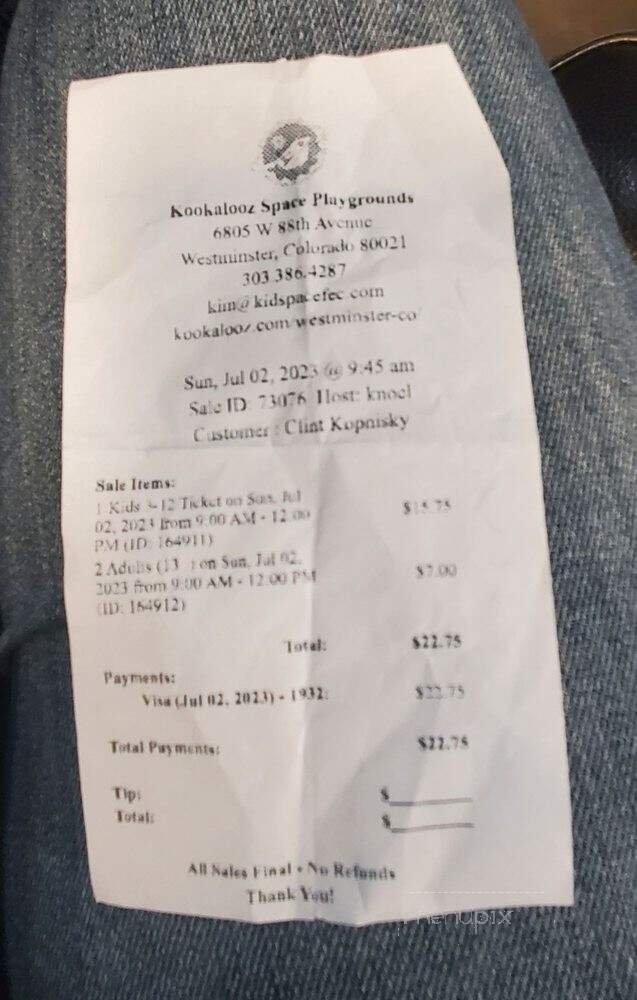 Kookalooz Space Playgrounds
6805 W 88th Avenue
Westminster, Colorado 80021
303.386.4287
kim@kidspacefec.com
kookalooz.com/westminster-co/
Sun, Jul 02, 2023 @ 9:45 am
Sale ID: 73076 Host: knoel
Customer : Clint Kopnisky
Sale Items:
1 Kids 3-12 Ticket on Sun, Jul $15.75
02, 2023 from 9:00 AM - 12:00
PM (ID: 164911)
2 Adults (13 ) on Sun, Jul 02, $7.00
2023 from 9:00 AM - 12:00 PM
(ID: 164912)
Total: $22.75
Payments:
Visa (Jul 02, 2023) - 1932: $22.75
Total Payments: $22.75
Tip: $
Total: $
All Sales Final • No Refunds
Thank You!
menupix